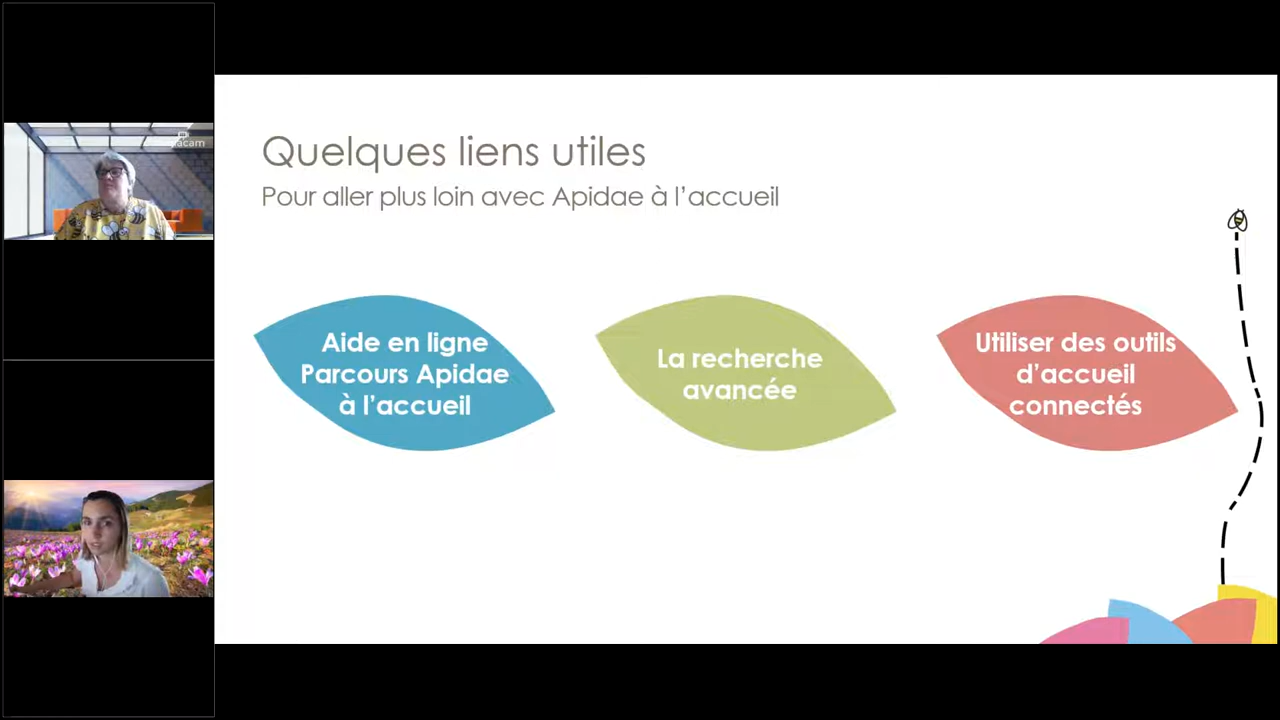 Quelques liens utiles
Pour aller plus loin avec Apidae à l’accueil
Aide en ligne
Parcours Apidae
à l’accueil
La recherche
avancée
Utiliser des outils
d’accueil
connectés